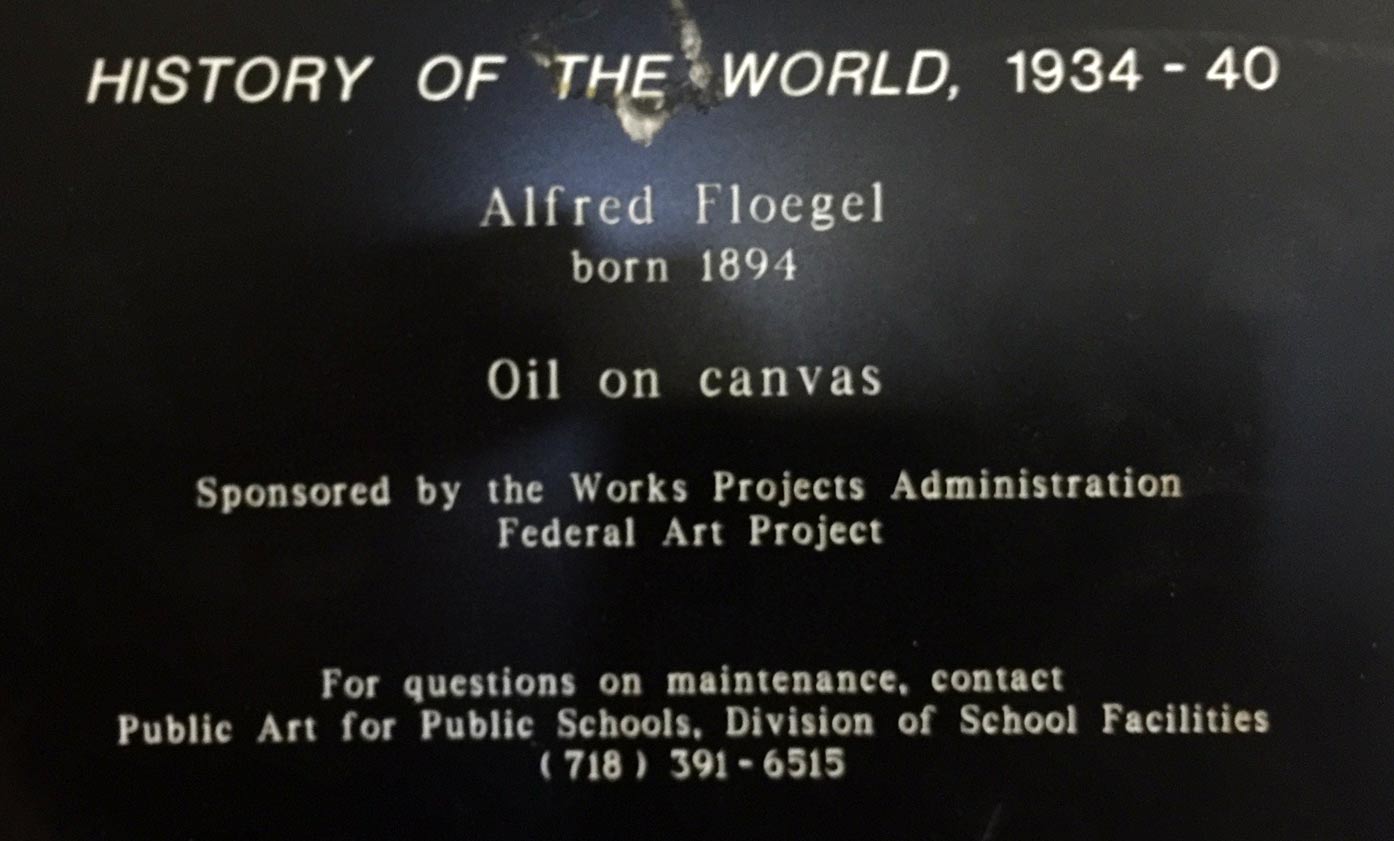 HISTORY OF THE WORLD, 1934 - 40
Alfred Floegel
born 1894
Oil on canvas
Sponsored by the Works Projects Administration
Federal Art Project
For questions on maintenance, contact
Public Art for Public Schools, Division of School Facilities
(718) 391-6515